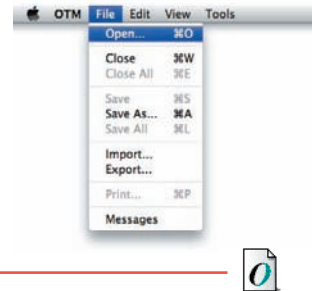 OTM File Edit View Tools
Open... ⌘O
Close ⌘W
Close All ⌘E
Save ⌘S
Save As... ⌘A
Save All ⌘L
Import...
Export...
Print... ⌘P
Messages
O